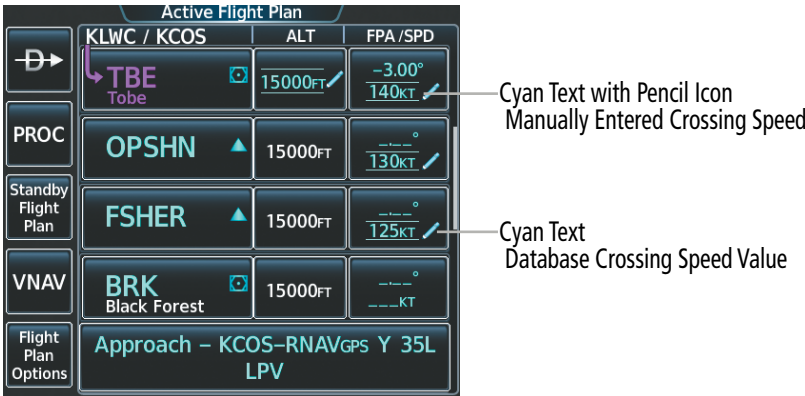 Active Flight Plan
KLWC / KCOS
ALT
FPA/SPD
TBE
Tobe
15000FT
–3.00°
140KT
PROC
OPSHN
15000FT
_._ _°
130KT
Standby
Flight
Plan
FSHER
15000FT
_._ _°
125KT
VNAV
BRK
Black Forest
15000FT
_._ _°
_ _ _KT
Flight
Plan
Options
Approach – KCOS–RNAVGPS Y 35L
LPV
Cyan Text with Pencil Icon
Manually Entered Crossing Speed
Cyan Text
Database Crossing Speed Value